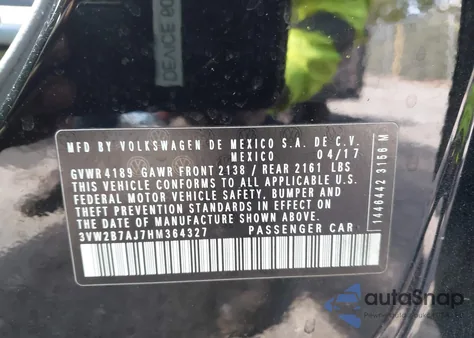 MFD BY VOLKSWAGEN DE MEXICO S.A. DE C.V.
MEXICO 04/17
GVWR 4189 GAWR FRONT 2138 / REAR 2161 LBS
THIS VEHICLE CONFORMS TO ALL APPLICABLE U.S.
FEDERAL MOTOR VEHICLE SAFETY, BUMPER AND
THEFT PREVENTION STANDARDS IN EFFECT ON
THE DATE OF MANUFACTURE SHOWN ABOVE
3VW2B7AJ7HM364327 PASSENGER CAR
1446442 3156 M
autoSnap